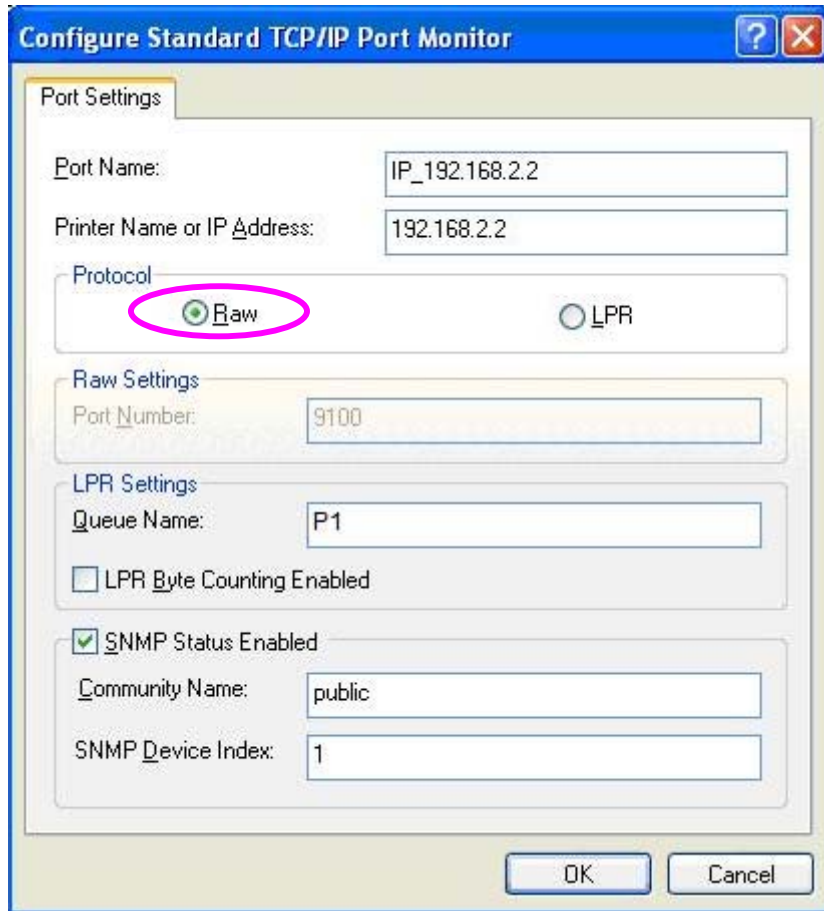 Configure Standard TCP/IP Port Monitor
Port Settings
Port Name: IP_192.168.2.2
Printer Name or IP Address: 192.168.2.2
Protocol
Raw LPR
Raw Settings
Port Number: 9100
LPR Settings
Queue Name: P1
LPR Byte Counting Enabled
SNMP Status Enabled
Community Name: public
SNMP Device Index: 1
OK Cancel